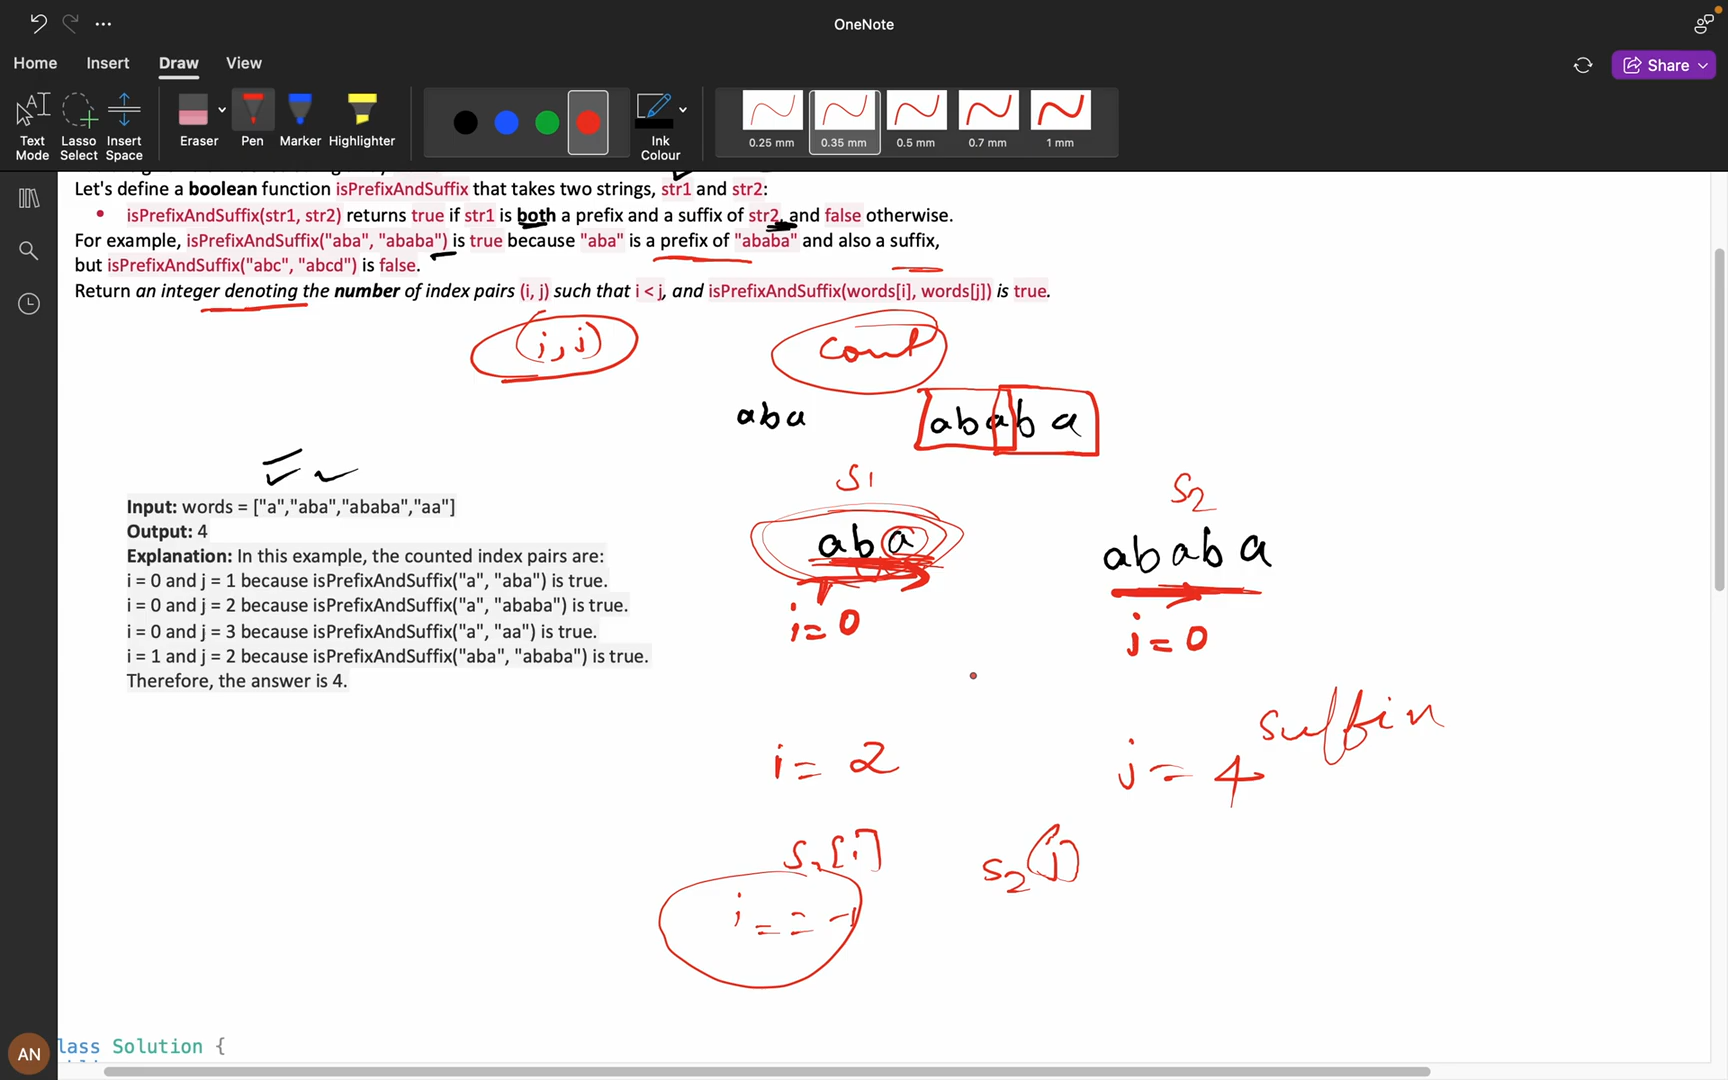 OneNote
Home Insert Draw View
Share
Text Mode
Lasso Select
Insert Space
Eraser
Pen
Marker
Highlighter
Ink Colour
0.25 mm
0.35 mm
0.5 mm
0.7 mm
1 mm
Let's define a boolean function isPrefixAndSuffix that takes two strings, str1 and str2:
• isPrefixAndSuffix(str1, str2) returns true if str1 is both a prefix and a suffix of str2, and false otherwise.
For example, isPrefixAndSuffix("aba", "ababa") is true because "aba" is a prefix of "ababa" and also a suffix,
but isPrefixAndSuffix("abc", "abcd") is false.
Return an integer denoting the number of index pairs (i, j) such that i < j, and isPrefixAndSuffix(words[i], words[j]) is true.
(i, j)
count
aba
ababa
S1
S2
aba
ababa
i = 0
j = 0
Input: words = ["a","aba","ababa","aa"]
Output: 4
Explanation: In this example, the counted index pairs are:
i = 0 and j = 1 because isPrefixAndSuffix("a", "aba") is true.
i = 0 and j = 2 because isPrefixAndSuffix("a", "ababa") is true.
i = 0 and j = 3 because isPrefixAndSuffix("a", "aa") is true.
i = 1 and j = 2 because isPrefixAndSuffix("aba", "ababa") is true.
Therefore, the answer is 4.
suffix
i = 2
j = 4
S1[i]
S2[j]
i == -1
lass Solution {
AN